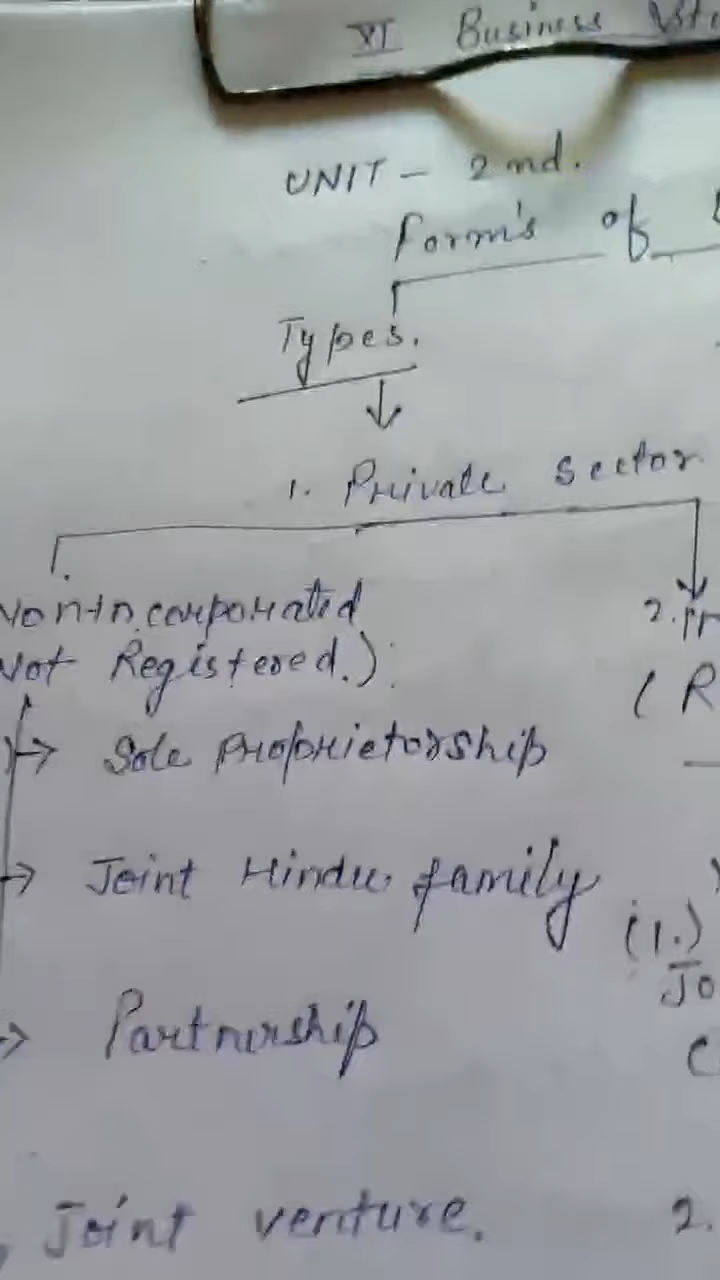 XI Business
UNIT - 2nd.
Form's of
Types.
1. Private Sector
Non-Incorporated
Not Registered.)
Sole Proprietorship
Joint Hindu family
Partnership
Joint venture.
2.
(R
(1.)
Jo
C
2.